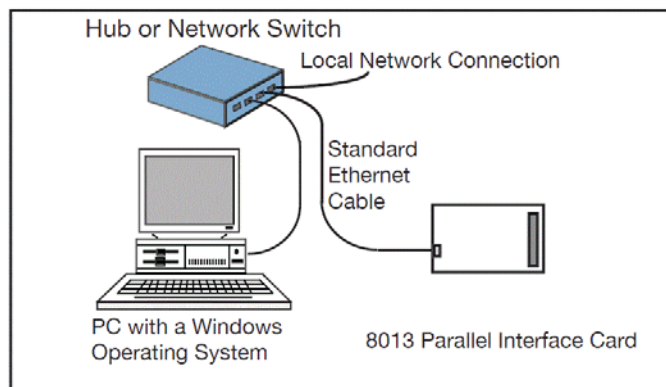 Hub or Network Switch
Local Network Connection
Standard
Ethernet
Cable
PC with a Windows
Operating System
8013 Parallel Interface Card